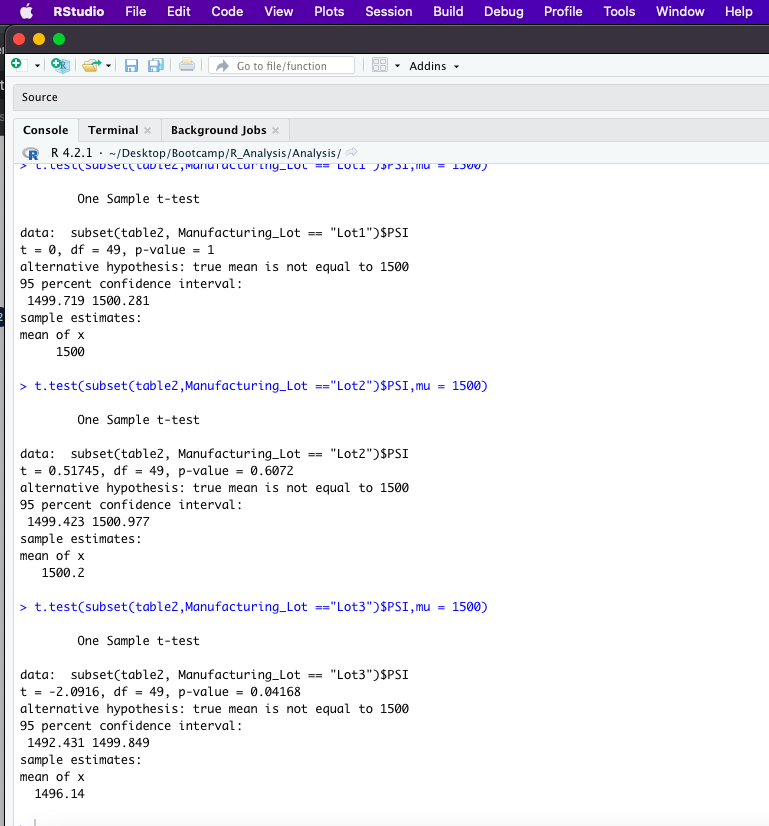 RStudio File Edit Code View Plots Session Build Debug Profile Tools Window Help
Go to file/function Addins
Source
Console Terminal Background Jobs
R 4.2.1 · ~/Desktop/Bootcamp/R_Analysis/Analysis/
> t.test(subset(table2,Manufacturing_Lot =="Lot1")$PSI,mu = 1500)
One Sample t-test
data: subset(table2, Manufacturing_Lot == "Lot1")$PSI
t = 0, df = 49, p-value = 1
alternative hypothesis: true mean is not equal to 1500
95 percent confidence interval:
1499.719 1500.281
sample estimates:
mean of x
1500
> t.test(subset(table2,Manufacturing_Lot =="Lot2")$PSI,mu = 1500)
One Sample t-test
data: subset(table2, Manufacturing_Lot == "Lot2")$PSI
t = 0.51745, df = 49, p-value = 0.6072
alternative hypothesis: true mean is not equal to 1500
95 percent confidence interval:
1499.423 1500.977
sample estimates:
mean of x
1500.2
> t.test(subset(table2,Manufacturing_Lot =="Lot3")$PSI,mu = 1500)
One Sample t-test
data: subset(table2, Manufacturing_Lot == "Lot3")$PSI
t = -2.0916, df = 49, p-value = 0.04168
alternative hypothesis: true mean is not equal to 1500
95 percent confidence interval:
1492.431 1499.849
sample estimates:
mean of x
1496.14
>